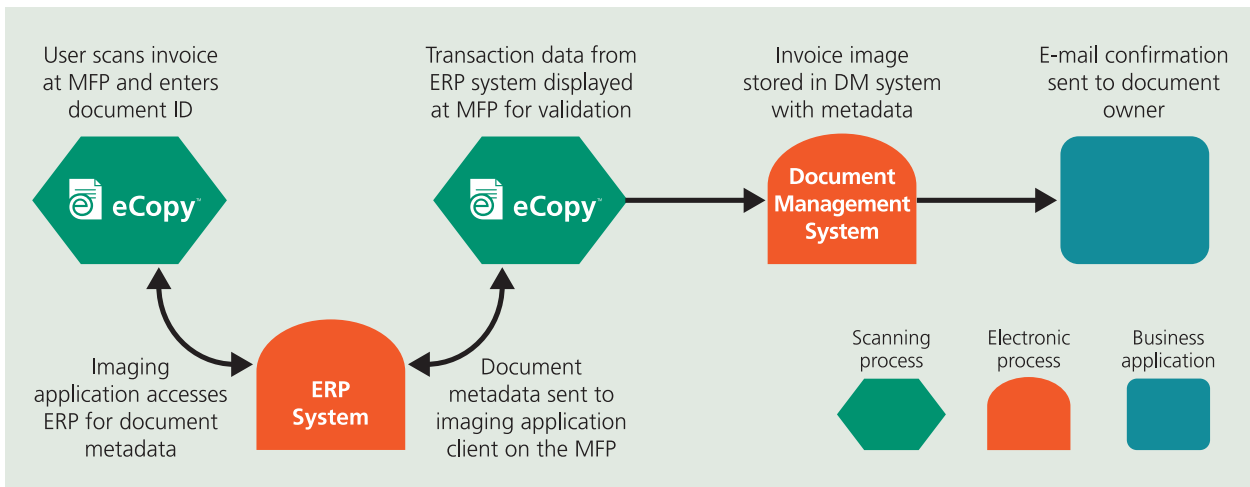 User scans invoice
at MFP and enters
document ID
Transaction data from
ERP system displayed
at MFP for validation
Invoice image
stored in DM system
with metadata
E-mail confirmation
sent to document
owner
eCopy™
eCopy™
Document
Management
System
Imaging
application accesses
ERP for document
metadata
ERP
System
Document
metadata sent to
imaging application
client on the MFP
Scanning
process
Electronic
process
Business
application